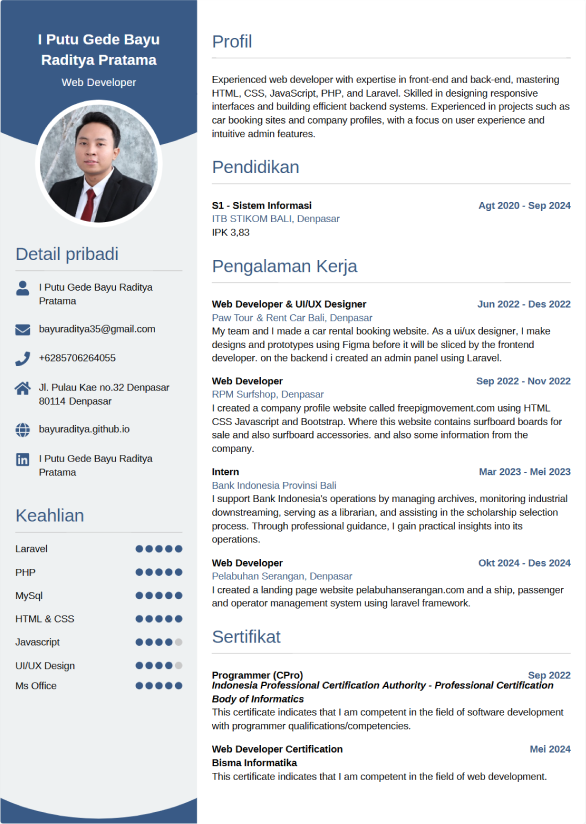 I Putu Gede Bayu
Raditya Pratama
Web Developer
Detail pribadi
I Putu Gede Bayu Raditya
Pratama
bayuraditya35@gmail.com
+6285706264055
Jl. Pulau Kae no.32 Denpasar
80114 Denpasar
bayuraditya.github.io
I Putu Gede Bayu Raditya
Pratama
Keahlian
Laravel
PHP
MySql
HTML & CSS
Javascript
UI/UX Design
Ms Office
Profil
Experienced web developer with expertise in front-end and back-end, mastering
HTML, CSS, JavaScript, PHP, and Laravel. Skilled in designing responsive
interfaces and building efficient backend systems. Experienced in projects such as
car booking sites and company profiles, with a focus on user experience and
intuitive admin features.
Pendidikan
S1 - Sistem Informasi Agt 2020 - Sep 2024
ITB STIKOM BALI, Denpasar
IPK 3,83
Pengalaman Kerja
Web Developer & UI/UX Designer Jun 2022 - Des 2022
Paw Tour & Rent Car Bali, Denpasar
My team and I made a car rental booking website. As a ui/ux designer, I make
designs and prototypes using Figma before it will be sliced by the frontend
developer. on the backend i created an admin panel using Laravel.
Web Developer Sep 2022 - Nov 2022
RPM Surfshop, Denpasar
I created a company profile website called freepigmovement.com using HTML
CSS Javascript and Bootstrap. Where this website contains surfboard boards for
sale and also surfboard accessories. and also some information from the
company.
Intern Mar 2023 - Mei 2023
Bank Indonesia Provinsi Bali
I support Bank Indonesia's operations by managing archives, monitoring industrial
downstreaming, serving as a librarian, and assisting in the scholarship selection
process. Through professional guidance, I gain practical insights into its
operations.
Web Developer Okt 2024 - Des 2024
Pelabuhan Serangan, Denpasar
I created a landing page website pelabuhanserangan.com and a ship, passenger
and operator management system using laravel framework.
Sertifikat
Programmer (CPro) Sep 2022
Indonesia Professional Certification Authority - Professional Certification
Body of Informatics
This certificate indicates that I am competent in the field of software development
with programmer qualifications/competencies.
Web Developer Certification Mei 2024
Bisma Informatika
This certificate indicates that I am competent in the field of web development.